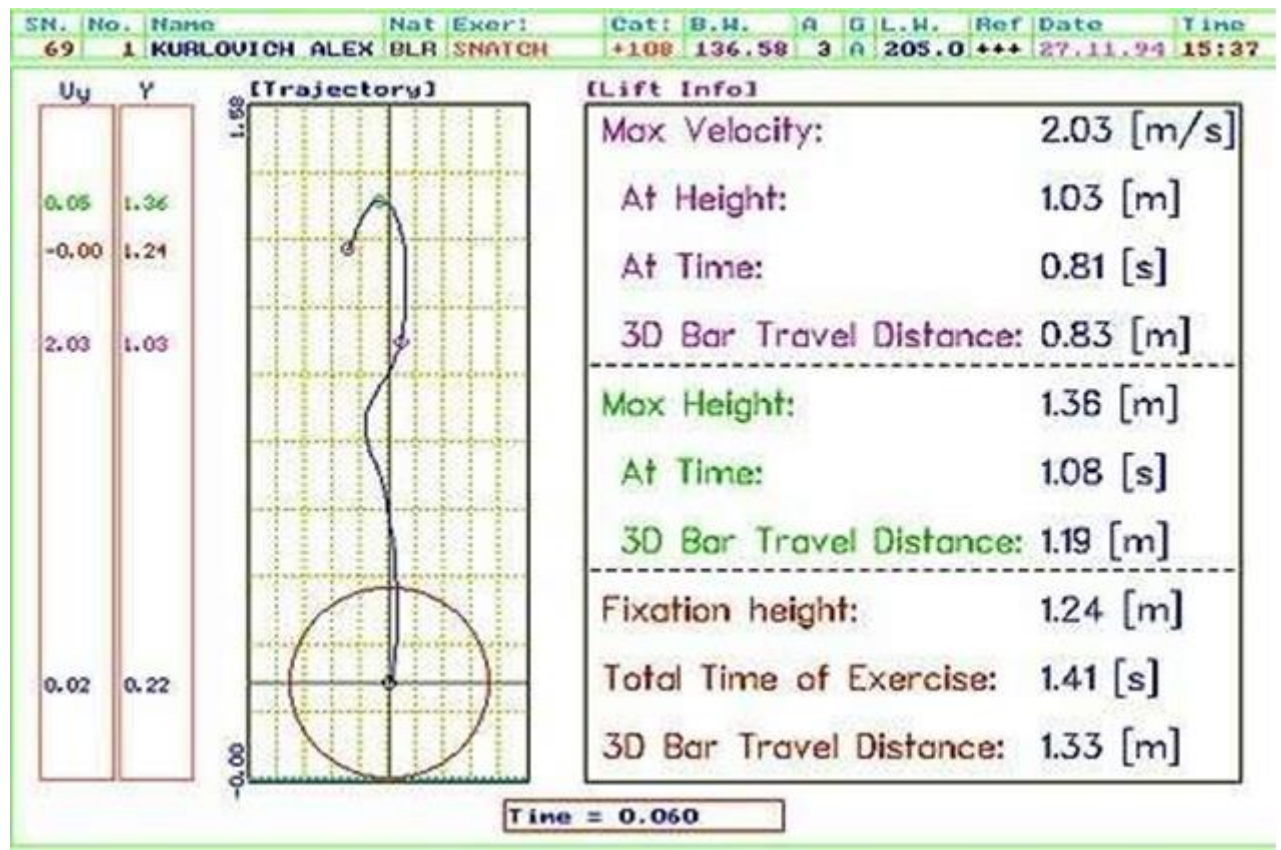 SN. No. Name Nat Exer: Cat: B.W. A G L.W. Ref Date Time
69 1 KURLOVICH ALEX BLR SNATCH +108 136.58 3 A 205.0 +++ 27.11.94 15:37
Vy Y [Trajectory] [Lift Info]
1.58
Max Velocity: 2.03 [m/s]
0.05 1.36 At Height: 1.03 [m]
-0.00 1.24 At Time: 0.81 [s]
2.03 1.03 3D Bar Travel Distance: 0.83 [m]
Max Height: 1.36 [m]
At Time: 1.08 [s]
3D Bar Travel Distance: 1.19 [m]
Fixation height: 1.24 [m]
0.02 0.22 Total Time of Exercise: 1.41 [s]
3D Bar Travel Distance: 1.33 [m]
-0.00
Time = 0.060